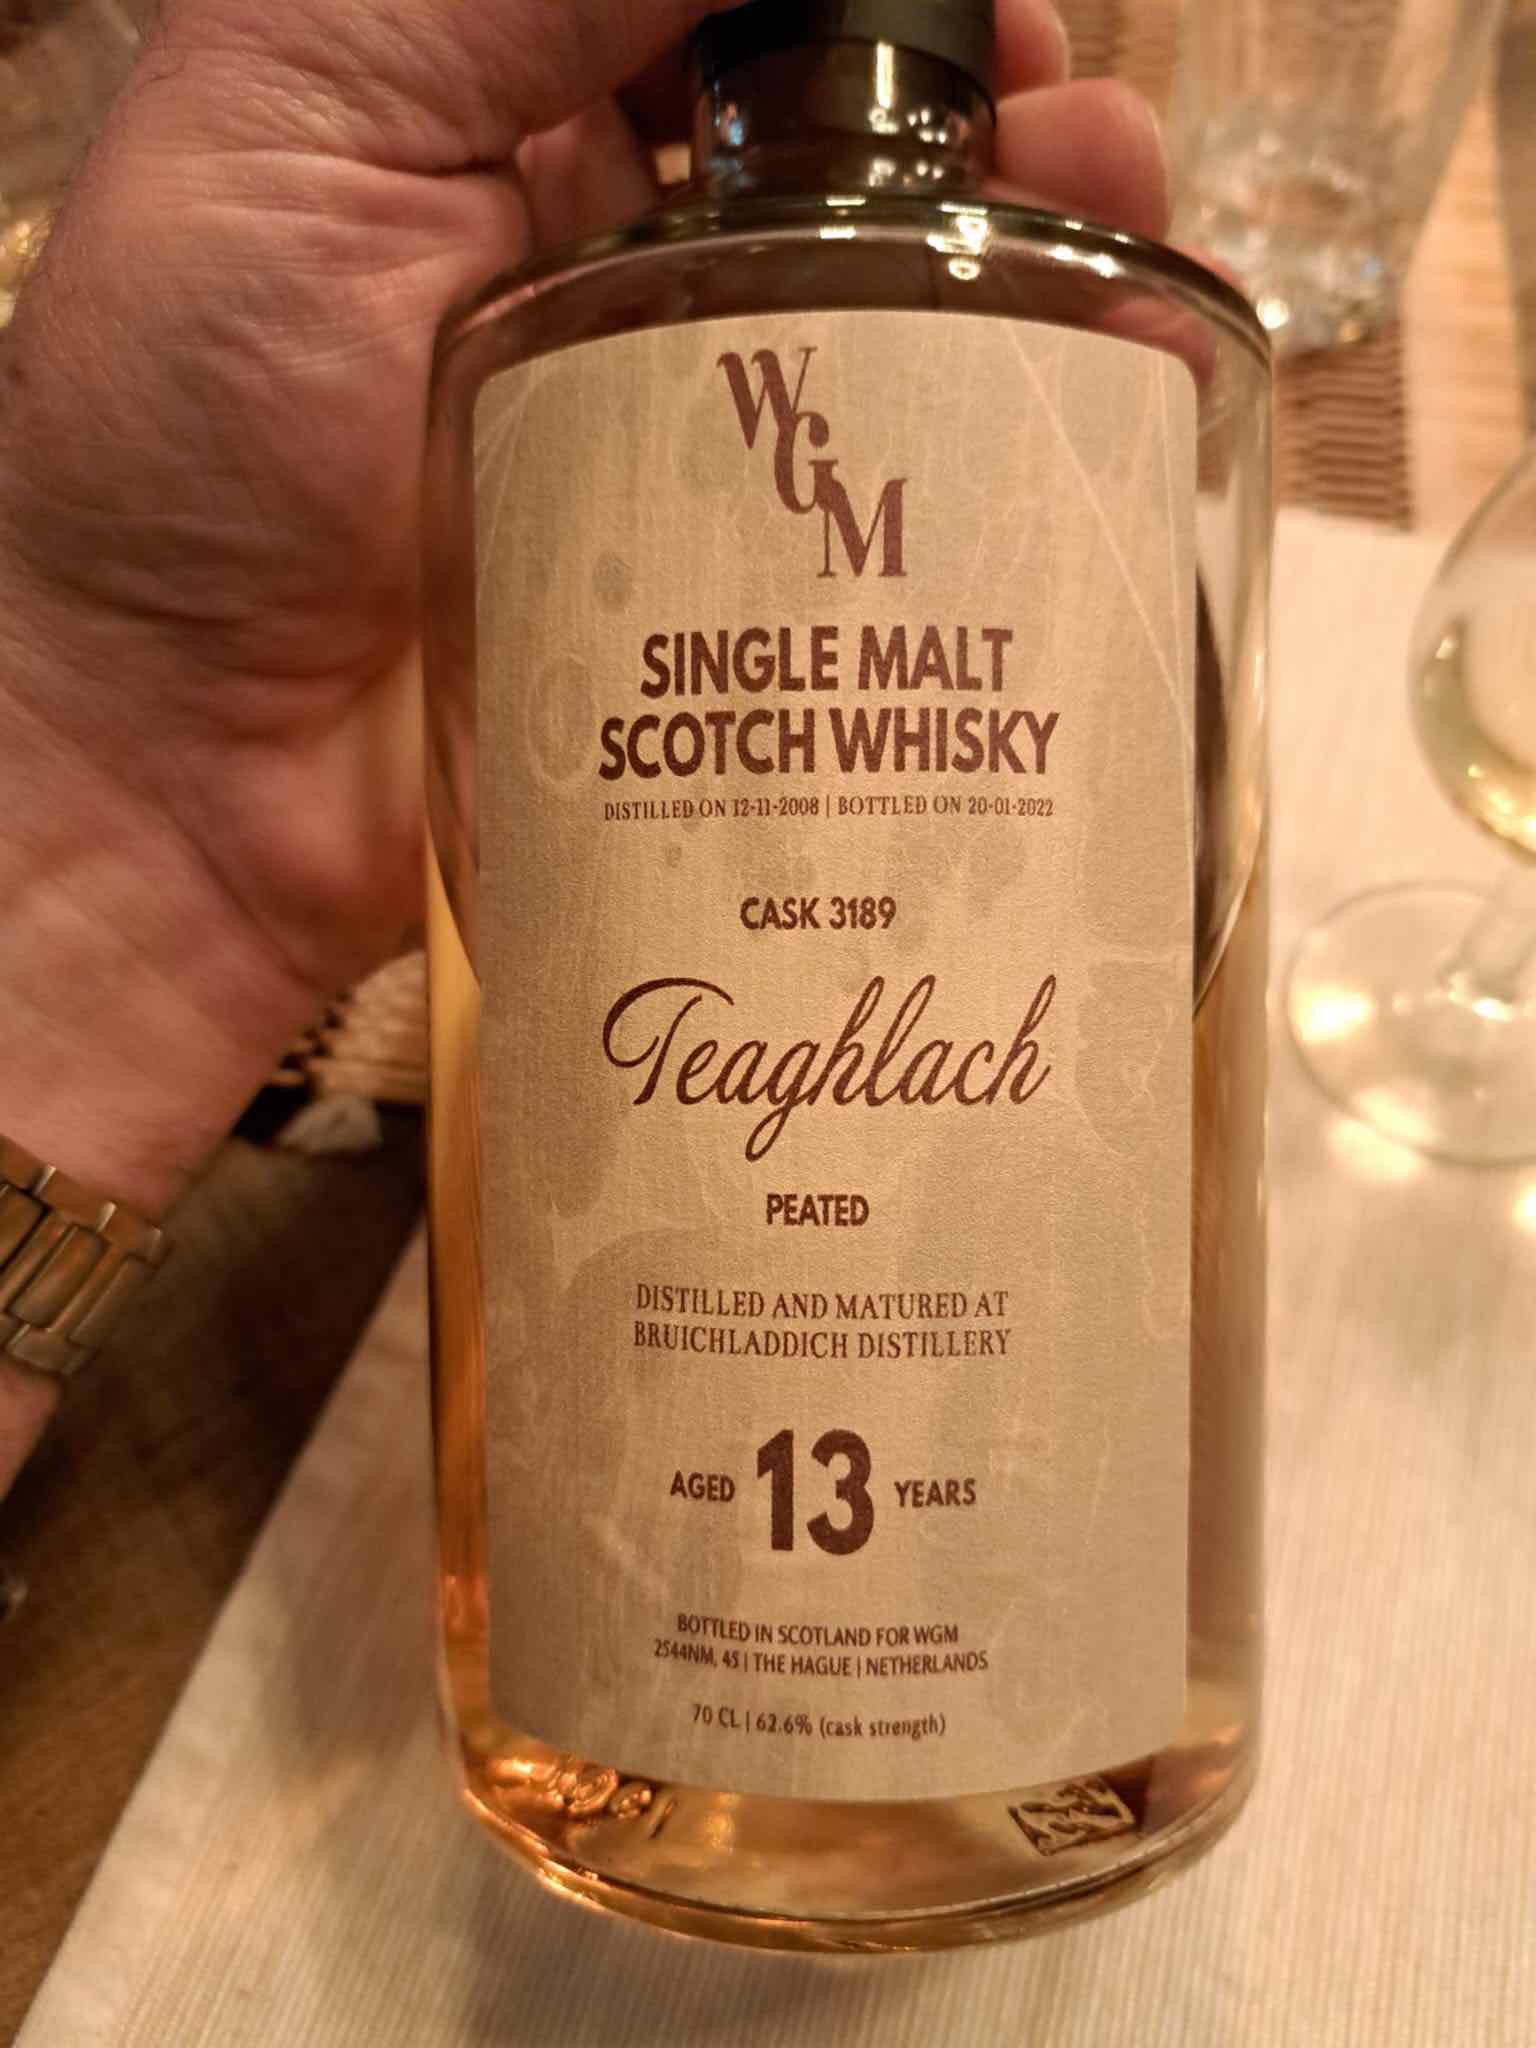 WGM
SINGLE MALT
SCOTCH WHISKY
DISTILLED ON 12-11-2008 | BOTTLED ON 20-01-2022
CASK 3189
Teaghlach
PEATED
DISTILLED AND MATURED AT
BRUICHLADDICH DISTILLERY
AGED 13 YEARS
BOTTLED IN SCOTLAND FOR WGM
2544NM, 45 | THE HAGUE | NETHERLANDS
70 CL | 62.6% (cask strength)